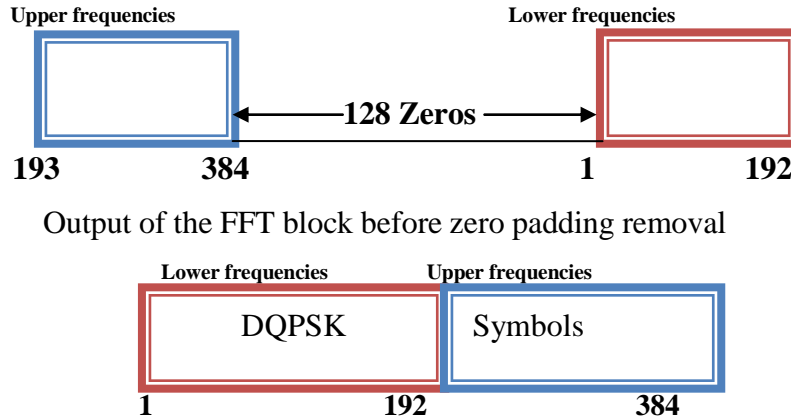 Upper frequencies Lower frequencies
128 Zeros
193 384 1 192
Output of the FFT block before zero padding removal
Lower frequencies Upper frequencies
DQPSK Symbols
1 192 384